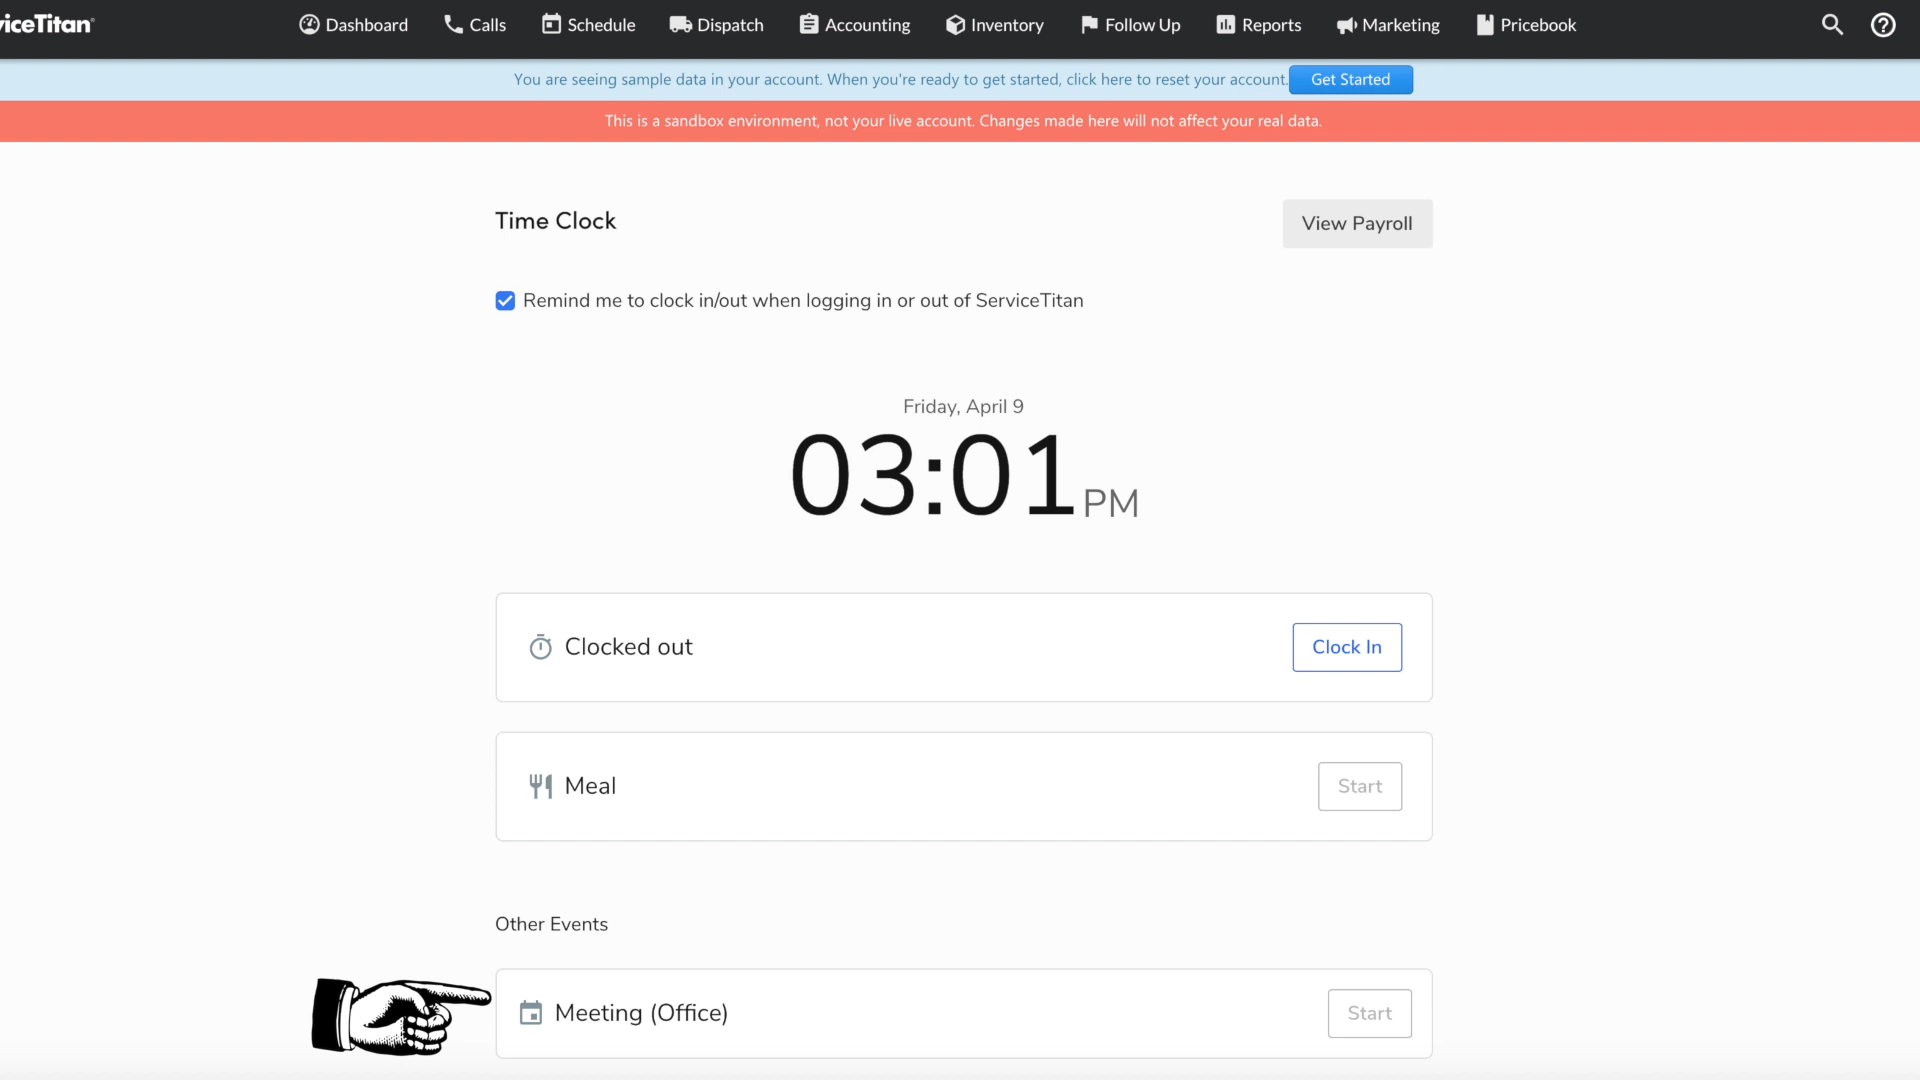 viceTitan
Dashboard Calls Schedule Dispatch Accounting Inventory Follow Up Reports Marketing Pricebook
You are seeing sample data in your account. When you're ready to get started, click here to reset your account. Get Started
This is a sandbox environment, not your live account. Changes made here will not affect your real data.
Time Clock
View Payroll
Remind me to clock in/out when logging in or out of ServiceTitan
Friday, April 9
03:01 PM
Clocked out
Clock In
Meal
Start
Other Events
Meeting (Office)
Start